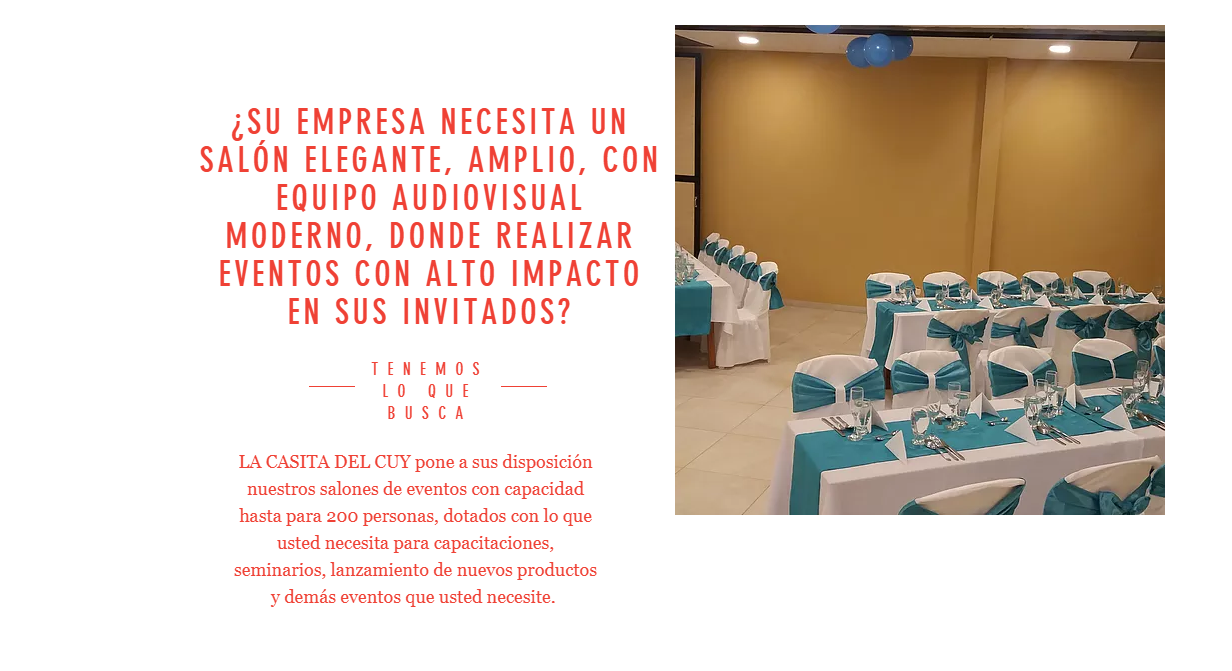 ¿SU EMPRESA NECESITA UN
SALÓN ELEGANTE, AMPLIO, CON
EQUIPO AUDIOVISUAL
MODERNO, DONDE REALIZAR
EVENTOS CON ALTO IMPACTO
EN SUS INVITADOS?
TENEMOS
LO QUE
BUSCA
LA CASITA DEL CUY pone a sus disposición
nuestros salones de eventos con capacidad
hasta para 200 personas, dotados con lo que
usted necesita para capacitaciones,
seminarios, lanzamiento de nuevos productos
y demás eventos que usted necesite.